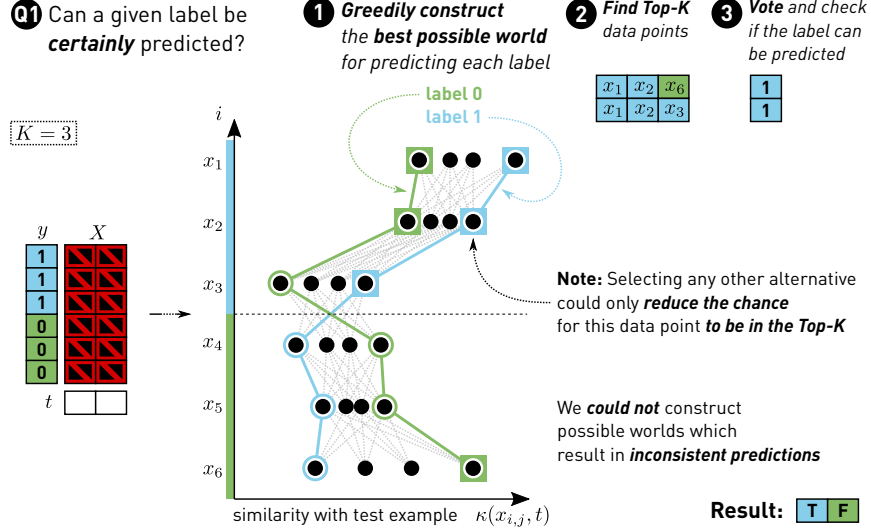 Q1 Can a given label be
certainly predicted?
1 Greedily construct
the best possible world
for predicting each label
2 Find Top-K
data points
3 Vote and check
if the label can
be predicted
x₁ x₂ x₆
x₁ x₂ x₃
1
1
label 0
label 1
K = 3
i
x₁
x₂
x₃
x₄
x₅
x₆
y X
1
1
1
0
0
0
t
Note: Selecting any other alternative
could only reduce the chance
for this data point to be in the Top-K
We could not construct
possible worlds which
result in inconsistent predictions
similarity with test example κ(xᵢ,ⱼ, t)
Result: T F